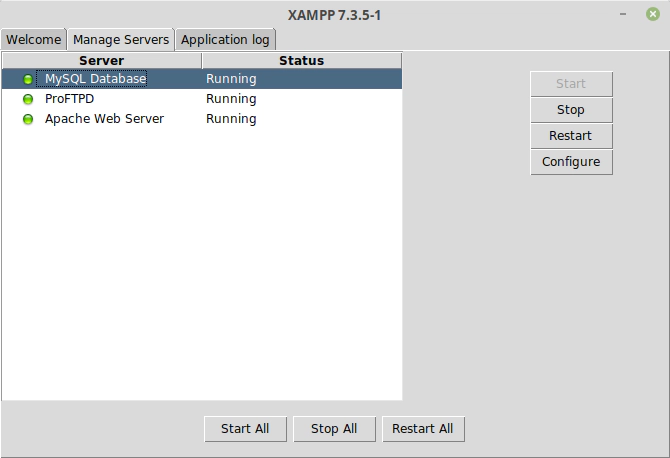 XAMPP 7.3.5-1
Welcome Manage Servers Application log
Server Status
MySQL Database Running
ProFTPD Running
Apache Web Server Running
Start
Stop
Restart
Configure
Start All Stop All Restart All